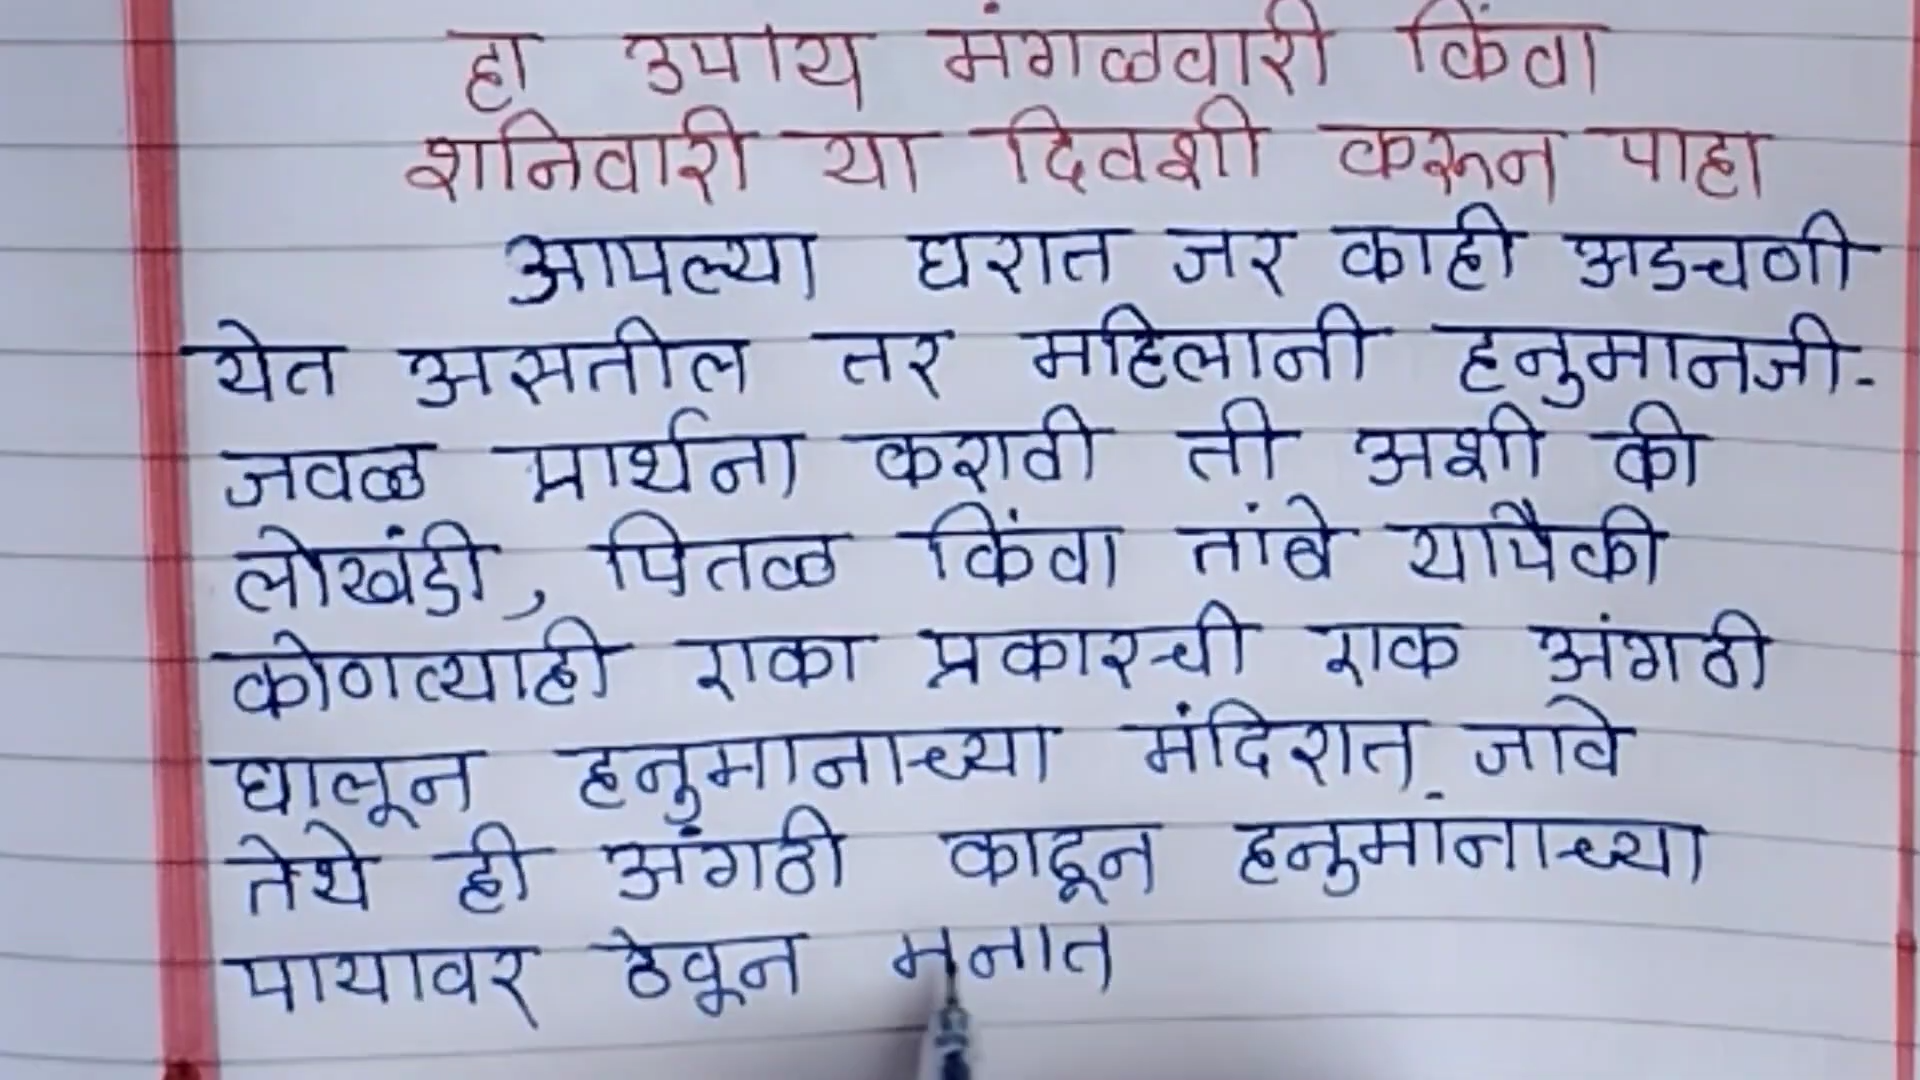 हा उपाय मंगळवारी किंवा
शनिवारी या दिवशी करून पाहा
आपल्या घरात जर काही अडचणी
येत असतील तर महिलानी हनुमानजी-
जवळ प्रार्थना करावी ती अशी की
लोखंडी, पितळ किंवा तांबे यापैकी
कोणत्याही एका प्रकारची एक अंगठी
घालून हनुमानाच्या मंदिरात जावे
तेथे ही अंगठी काढून हनुमांनाच्या
पायावर ठेवून मनात